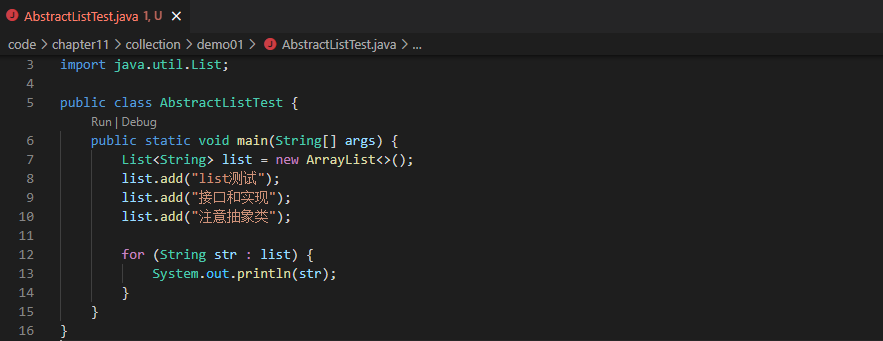 AbstractListTest.java 1, U ×
code > chapter11 > collection > demo01 > AbstractListTest.java > ...
3 import java.util.List;
4
5 public class AbstractListTest {
Run | Debug
6 public static void main(String[] args) {
7 List<String> list = new ArrayList<>();
8 list.add("list测试");
9 list.add("接口和实现");
10 list.add("注意抽象类");
11
12 for (String str : list) {
13 System.out.println(str);
14 }
15 }
16 }